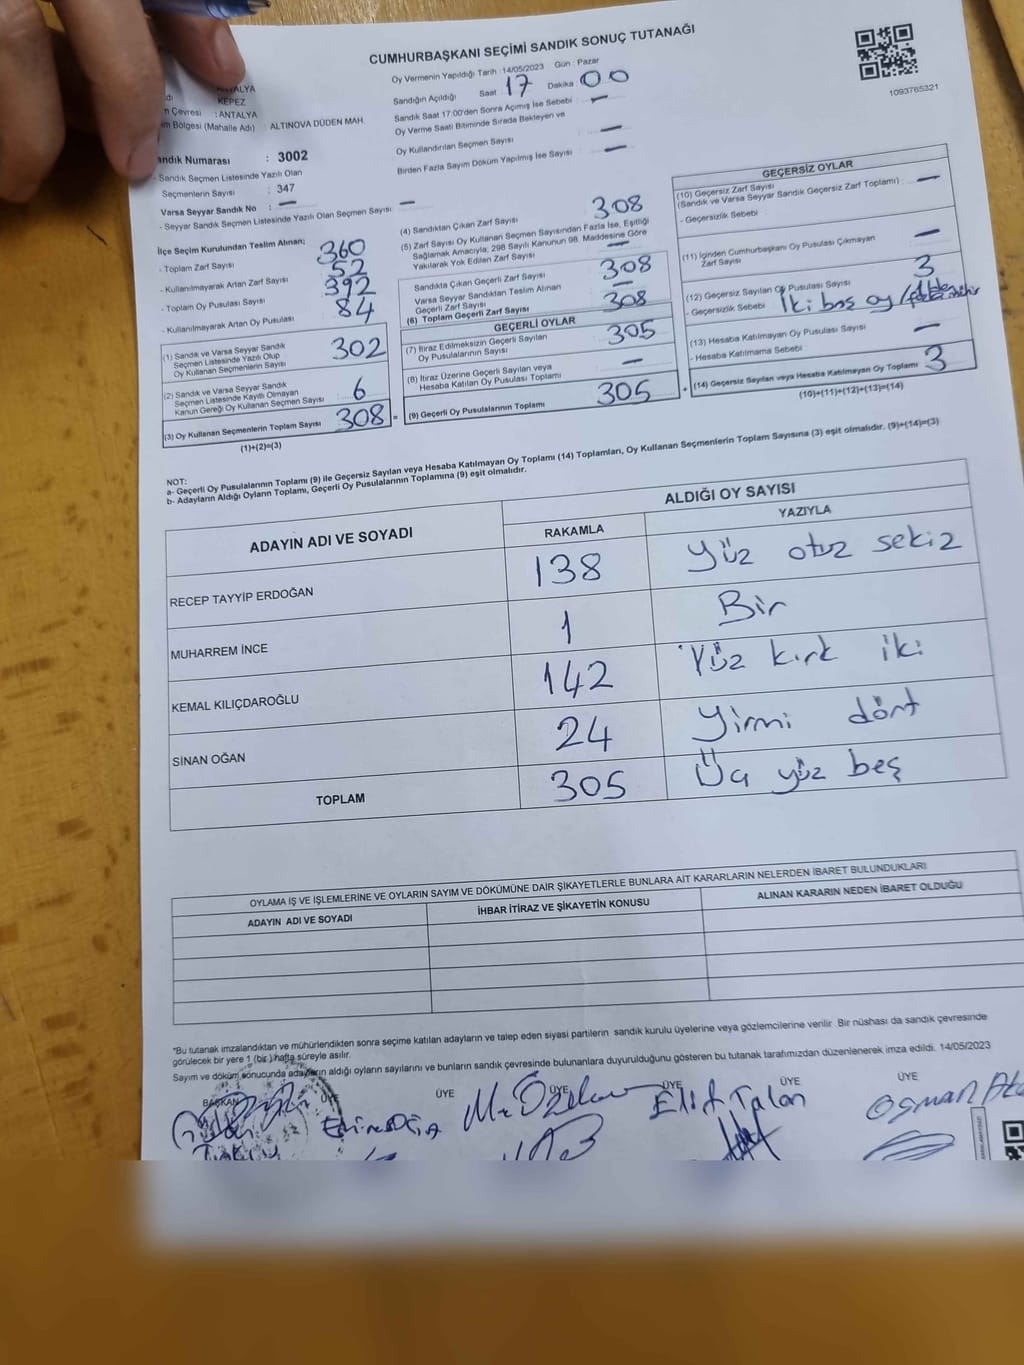 CUMHURBAŞKANI SEÇİMİ SANDIK SONUÇ TUTANAĞI
ANTALYA
KEPEZ
Çevresi : ANTALYA
Bölgesi (Mahalle Adı) : ALTINOVA DÜDEN MAH.
Sandık Numarası : 3002
- Sandık Seçmen Listesinde Yazılı Olan
Seçmenlerin Sayısı : 347
Varsa Seyyar Sandık No : —
- Seyyar Sandık Seçmen Listesinde Yazılı Olan Seçmen Sayısı: —
Oy Vermenin Yapıldığı Tarih : 14/05/2023 Gün : Pazar
Sandığın Açıldığı Saat : 17 Dakika : 00
Sandık Saat 17:00'den Sonra Açımış İse Sebebi : —
Oy Verme Saati Bitiminde Sırada Bekleyen ve
Oy Kullandırılan Seçmen Sayısı : —
Birden Fazla Sayım Döküm Yapılmış İse Sayısı : —
1093765321
İlçe Seçim Kurulundan Teslim Alınan;
- Toplam Zarf Sayısı : 360
- Kullanılmayarak Artan Zarf Sayısı : 52
- Toplam Oy Pusulası Sayısı : 392
- Kullanılmayarak Artan Oy Pusulası : 84
(1) Sandık ve Varsa Seyyar Sandık
Seçmen Listesinde Yazılı Olup
Oy Kullanan Seçmenlerin Sayısı : 302
(2) Sandık ve Varsa Seyyar Sandık
Seçmen Listesinde Kayıtlı Olmayan
Kanun Gereği Oy Kullanan Seçmen Sayısı : 6
(3) Oy Kullanan Seçmenlerin Toplam Sayısı : 308
(1)+(2)=(3)
(4) Sandıktan Çıkan Zarf Sayısı : 308
(5) Zarf Sayısı Oy Kullanan Seçmen Sayısından Fazla İse, Eşitliği
Sağlamak Amacıyla; 298 Sayılı Kanunun 98. Maddesine Göre
Yakılarak Yok Edilen Zarf Sayısı : —
Sandıkta Çıkan Geçerli Zarf Sayısı : 308
Varsa Seyyar Sandıktan Teslim Alınan
Geçerli Zarf Sayısı : —
(6) Toplam Geçerli Zarf Sayısı : 308
GEÇERLİ OYLAR
(7) İtiraz Edilmeksizin Geçerli Sayılan
Oy Pusulalarının Sayısı : 305
(8) İtiraz Üzerine Geçerli Sayılan veya
Hesaba Katılan Oy Pusulası Toplamı : —
(9) Geçerli Oy Pusulalarının Toplamı : 305
GEÇERSİZ OYLAR
(10) Geçersiz Zarf Sayısı
(Sandık ve Varsa Seyyar Sandık Geçersiz Zarf Toplamı) : —
- Geçersizlik Sebebi :
(11) İçinden Cumhurbaşkanı Oy Pusulası Çıkmayan
Zarf Sayısı : —
(12) Geçersiz Sayılan Oy Pusulası Sayısı : 3
- Geçersizlik Sebebi : İki boş oy /
(13) Hesaba Katılmayan Oy Pusulası Sayısı : —
- Hesaba Katılmama Sebebi :
(14) Geçersiz Sayılan veya Hesaba Katılmayan Oy Toplamı : 3
(10)+(11)+(12)+(13)=(14)
NOT:
a- Geçerli Oy Pusulalarının Toplamı (9) ile Geçersiz Sayılan veya Hesaba Katılmayan Oy Toplamı (14) Toplamları, Oy Kullanan Seçmenlerin Toplam Sayısına (3) eşit olmalıdır. (9)+(14)=(3)
b- Adayların Aldığı Oyların Toplamı, Geçerli Oy Pusulalarının Toplamına (9) eşit olmalıdır.
ADAYIN ADI VE SOYADI
ALDIĞI OY SAYISI
RAKAMLA YAZIYLA
RECEP TAYYİP ERDOĞAN 138 Yüz otuz sekiz
MUHARREM İNCE 1 Bir
KEMAL KILIÇDAROĞLU 142 Yüz kırk iki
SİNAN OĞAN 24 Yirmi dört
TOPLAM 305 Üç yüz beş
OYLAMA İŞ VE İŞLEMLERİNE VE OYLARIN SAYIM VE DÖKÜMÜNE DAİR ŞİKAYETLERLE BUNLARA AİT KARARLARIN NELERDEN İBARET BULUNDUKLARI
ADAYIN ADI VE SOYADI İHBAR İTİRAZ VE ŞİKAYETİN KONUSU ALINAN KARARIN NEDEN İBARET OLDUĞU
*Bu tutanak imzalandıktan ve mühürlendikten sonra seçime katılan adayların ve talep eden siyasi partilerin sandık kurulu üyelerine veya gözlemcilerine verilir. Bir nüshası da sandık çevresinde
görülecek bir yere 1 (bir) hafta süreyle asılır.
Sayım ve döküm sonucunda adayların aldığı oyların sayılarını ve bunların sandık çevresinde bulunanlara duyurulduğunu gösteren bu tutanak tarafımızdan düzenlenerek imza edildi. 14/05/2023
BAŞKAN ÜYE ÜYE ÜYE ÜYE ÜYE ÜYE
Elif Talan Osman